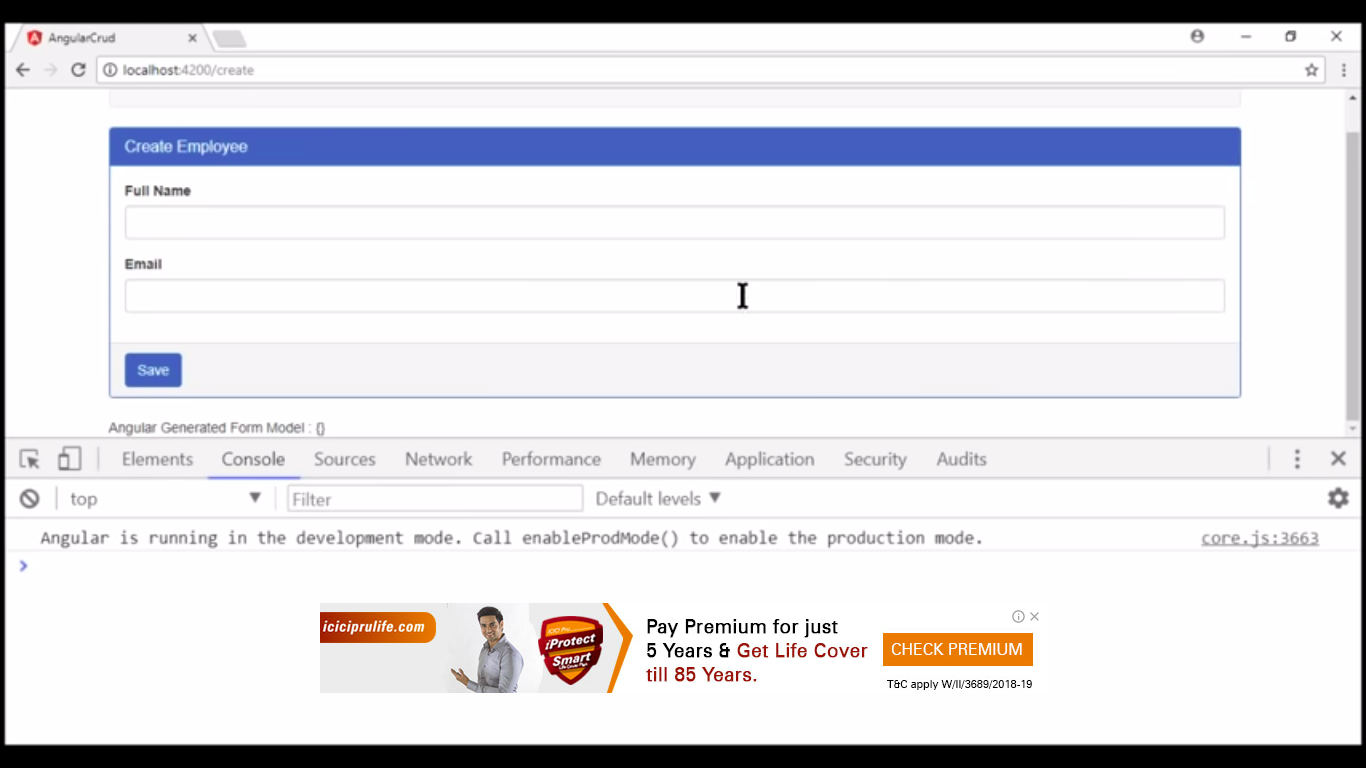 AngularCrud
localhost:4200/create
Create Employee
Full Name
Email
Save
Angular Generated Form Model : {}
Elements Console Sources Network Performance Memory Application Security Audits
top Filter Default levels
Angular is running in the development mode. Call enableProdMode() to enable the production mode. core.js:3663
iciciprulife.com
iProtect
Smart
Pay Premium for just
5 Years & Get Life Cover
till 85 Years.
CHECK PREMIUM
T&C apply W/II/3689/2018-19